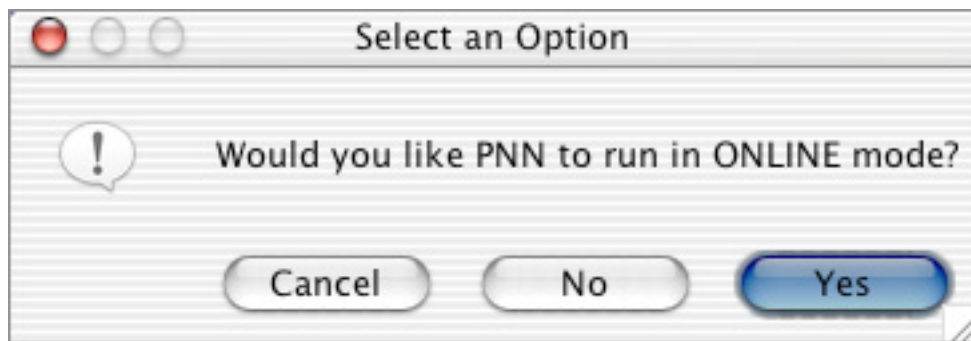 Select an Option
Would you like PNN to run in ONLINE mode?
Cancel No Yes